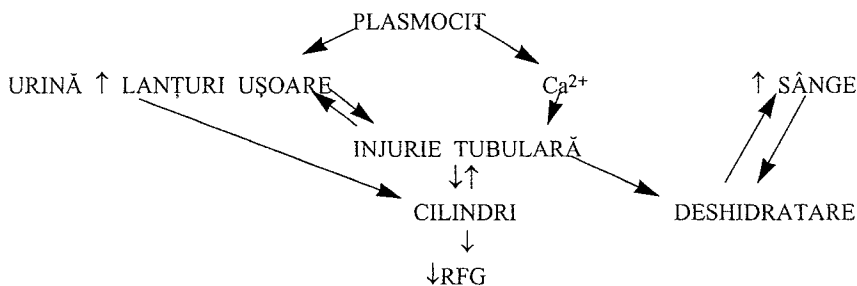 PLASMOCIT
URINĂ ↑ LANȚURI UȘOARE Ca²⁺ ↑ SÂNGE
INJURIE TUBULARĂ
↓↑
CILINDRI DESHIDRATARE
↓
↓RFG